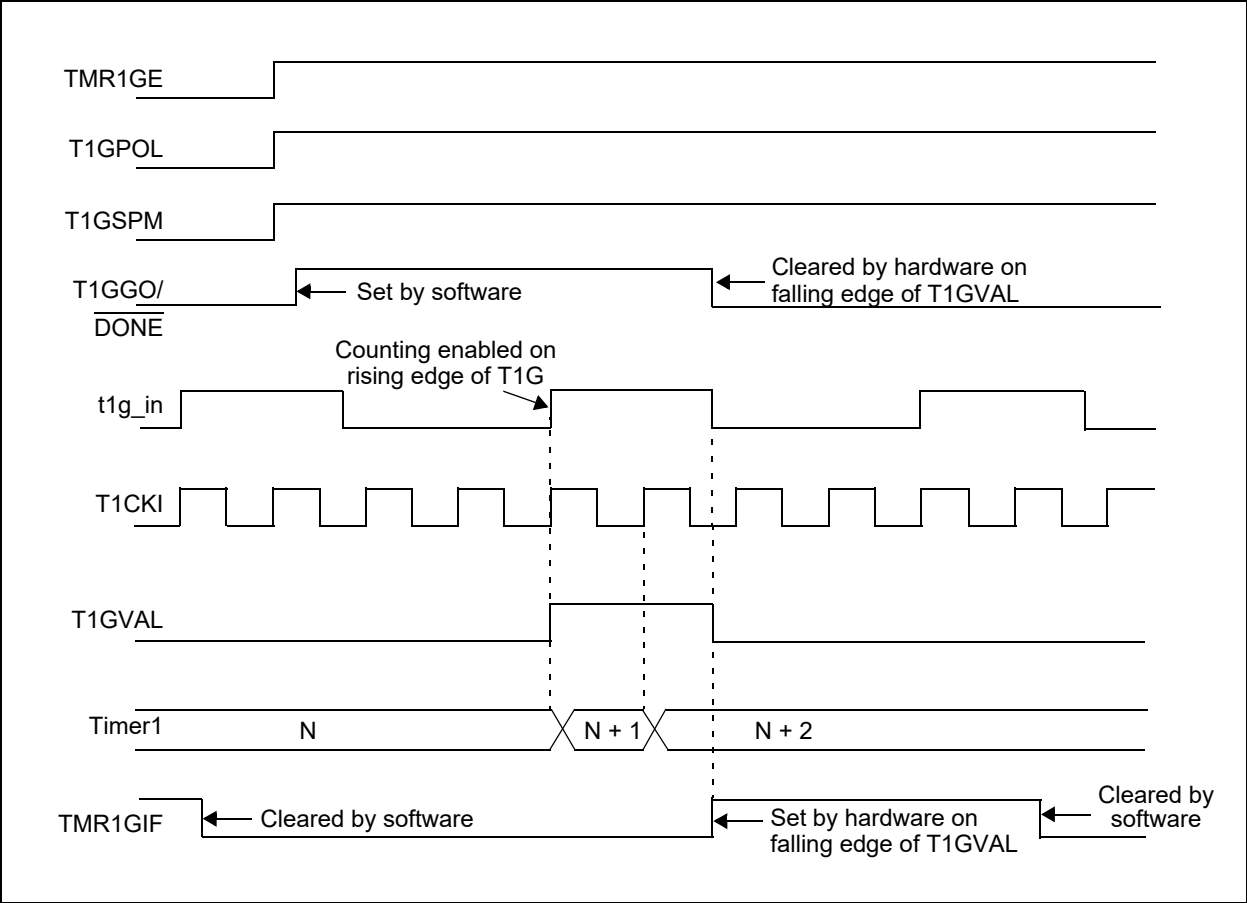 TMR1GE
T1GPOL
T1GSPM
T1GGO/
DONE
Set by software
Cleared by hardware on
falling edge of T1GVAL
Counting enabled on
rising edge of T1G
t1g_in
T1CKI
T1GVAL
Timer1
N
N + 1
N + 2
TMR1GIF
Cleared by software
Set by hardware on
falling edge of T1GVAL
Cleared by
software